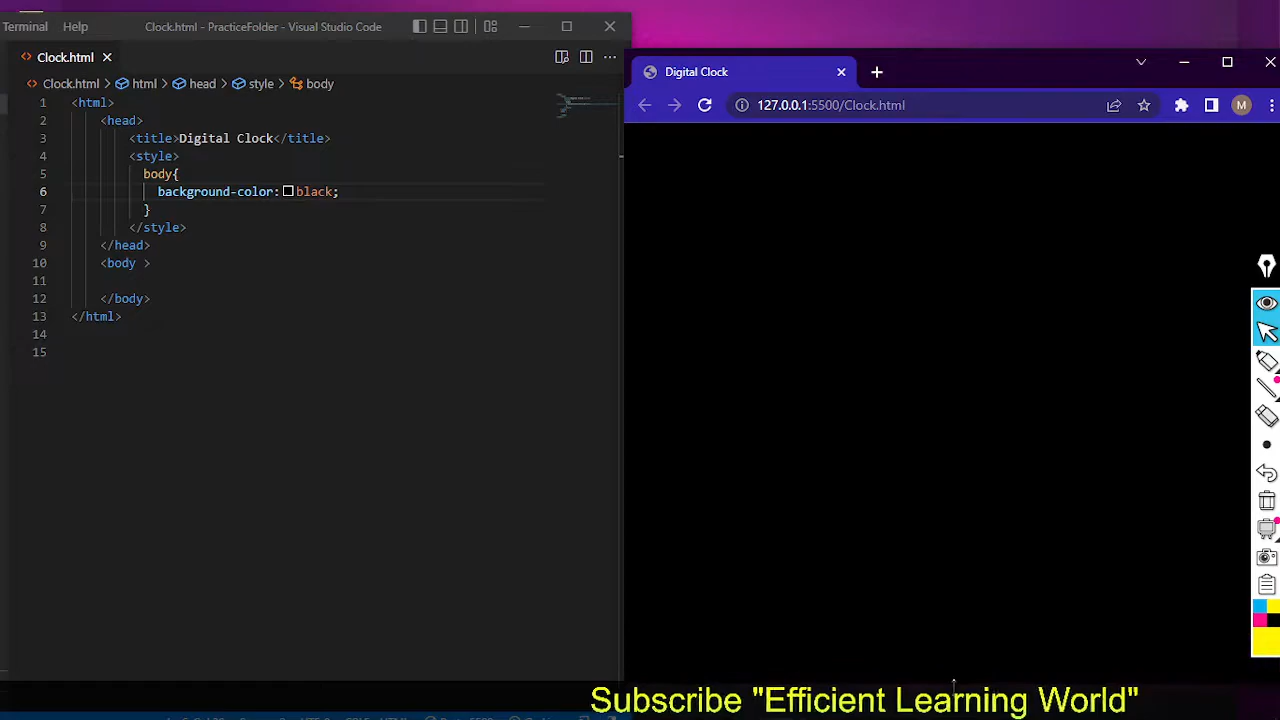 Terminal Help Clock.html - PracticeFolder - Visual Studio Code
Clock.html
Clock.html html head style body
1 <html>
2 <head>
3 <title>Digital Clock</title>
4 <style>
5 body{
6 background-color: black;
7 }
8 </style>
9 </head>
10 <body >
11
12 </body>
13 </html>
14
15
Digital Clock
127.0.0.1:5500/Clock.html
M
Subscribe "Efficient Learning World"